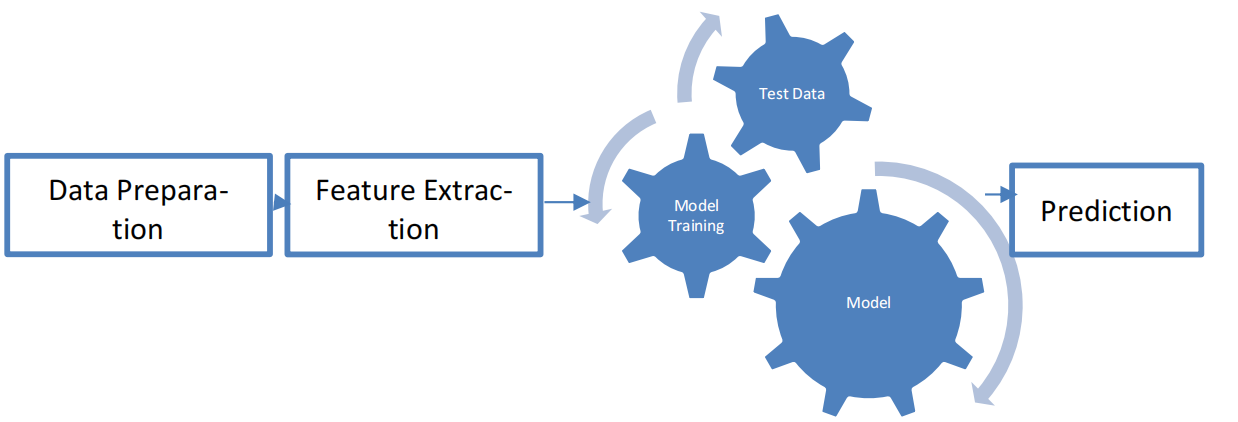 Data Prepara-
tion
Feature Extrac-
tion
Test Data
Model
Training
Model
Prediction